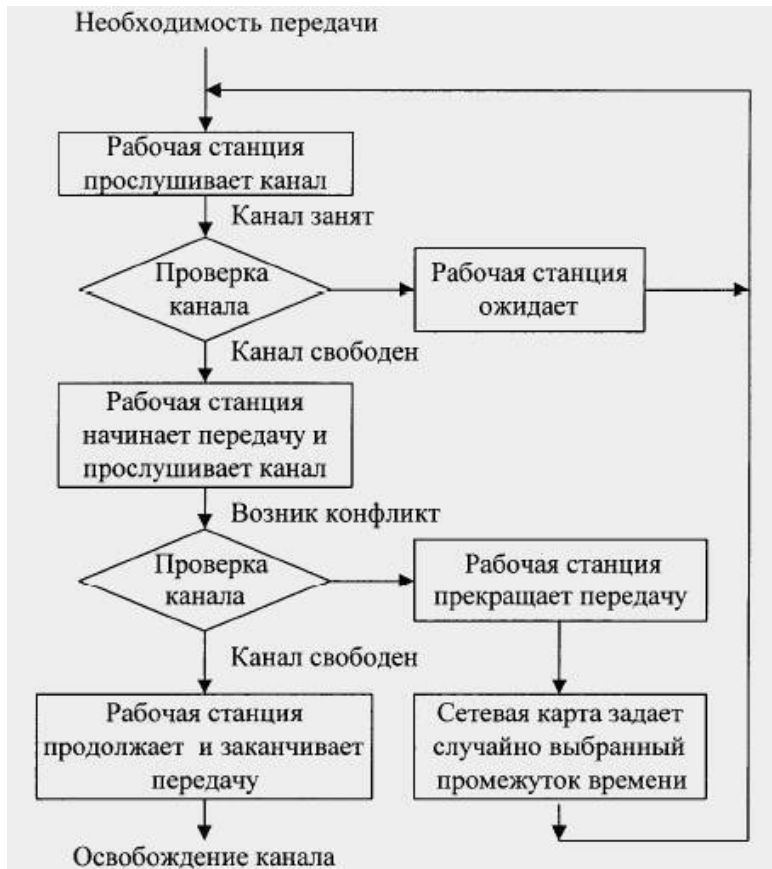 Необходимость передачи
Рабочая станция
прослушивает канал
Канал занят
Проверка
канала
Рабочая станция
ожидает
Канал свободен
Рабочая станция
начинает передачу и
прослушивает канал
Возник конфликт
Проверка
канала
Рабочая станция
прекращает передачу
Канал свободен
Рабочая станция
продолжает и заканчивает
передачу
Сетевая карта задает
случайно выбранный
промежуток времени
Освобождение канала